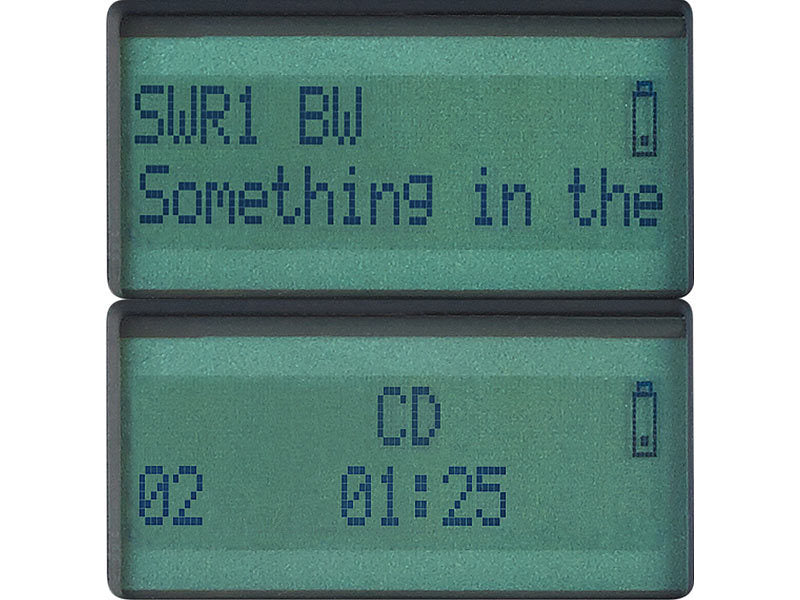 SWR1 BW
Something in the
CD
02 01:25